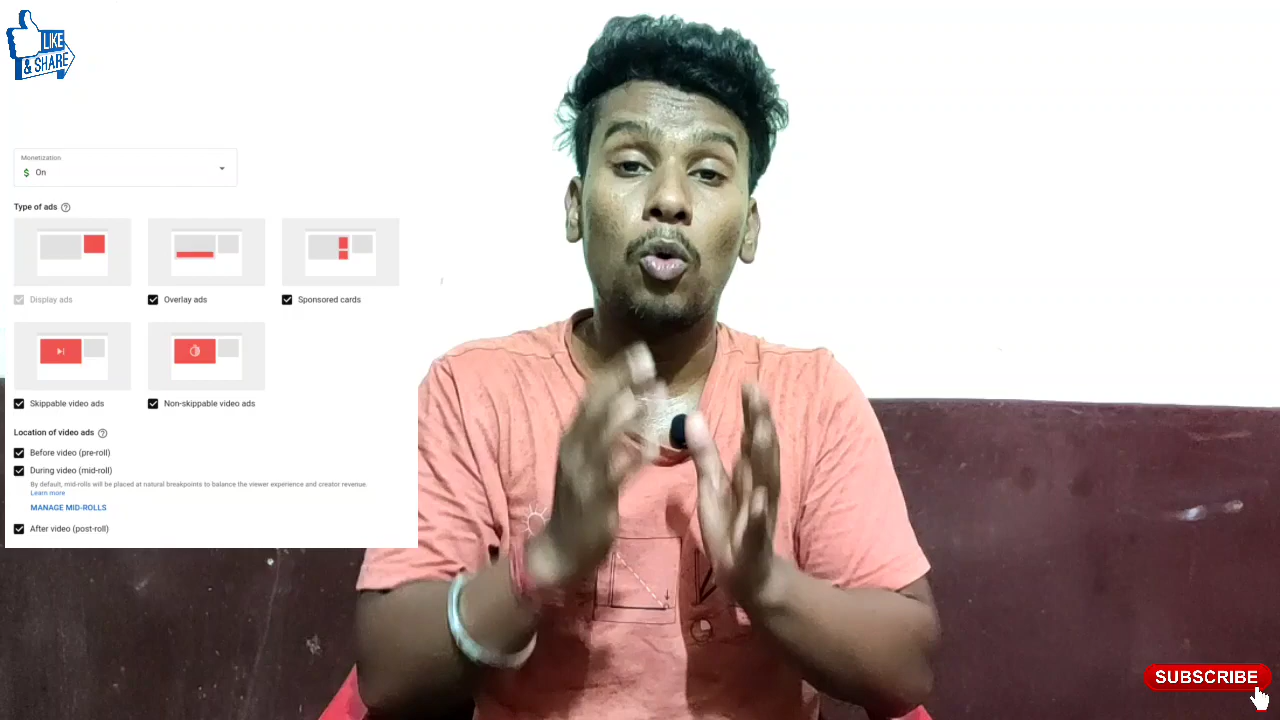 LIKE
& SHARE
Monetization
$ On
Type of ads
Display ads
Overlay ads
Sponsored cards
Skippable video ads
Non-skippable video ads
Location of video ads
Before video (pre-roll)
During video (mid-roll)
By default, mid-rolls will be placed at natural breakpoints to balance the viewer experience and creator revenue.
Learn more
MANAGE MID-ROLLS
After video (post-roll)
SUBSCRIBE